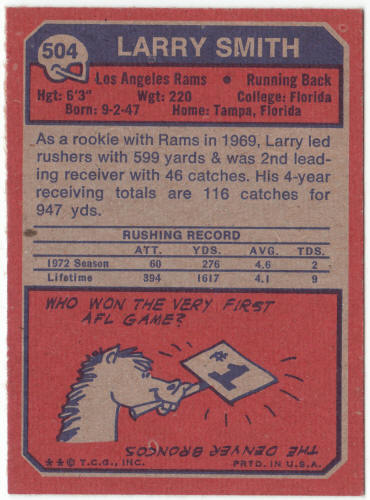 504
LARRY SMITH
Los Angeles Rams • Running Back
Hgt: 6'3" Wgt: 220 College: Florida
Born: 9-2-47 Home: Tampa, Florida
As a rookie with Rams in 1969, Larry led
rushers with 599 yards & was 2nd lead-
ing receiver with 46 catches. His 4-year
receiving totals are 116 catches for
947 yds.
RUSHING RECORD
ATT. YDS. AVG. TDS.
1972 Season 60 276 4.6 2
Lifetime 394 1617 4.1 9
WHO WON THE VERY FIRST
AFL GAME?
#1
THE DENVER BRONCOS
**© T.C.G., INC. PRTD. IN U.S.A.